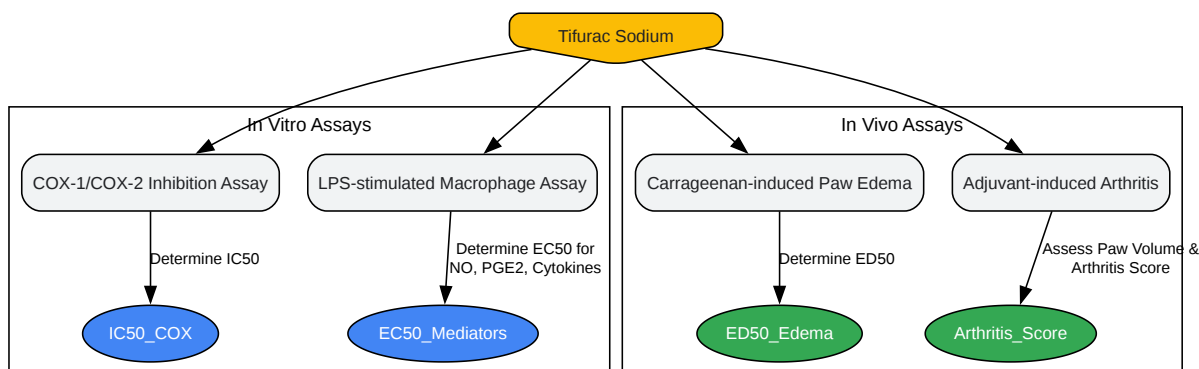 Tifurac Sodium
In Vitro Assays
In Vivo Assays
COX-1/COX-2 Inhibition Assay
LPS-stimulated Macrophage Assay
Carrageenan-induced Paw Edema
Adjuvant-induced Arthritis
Determine IC50
Determine EC50 for
NO, PGE2, Cytokines
Determine ED50
Assess Paw Volume &
Arthritis Score
IC50_COX
EC50_Mediators
ED50_Edema
Arthritis_Score